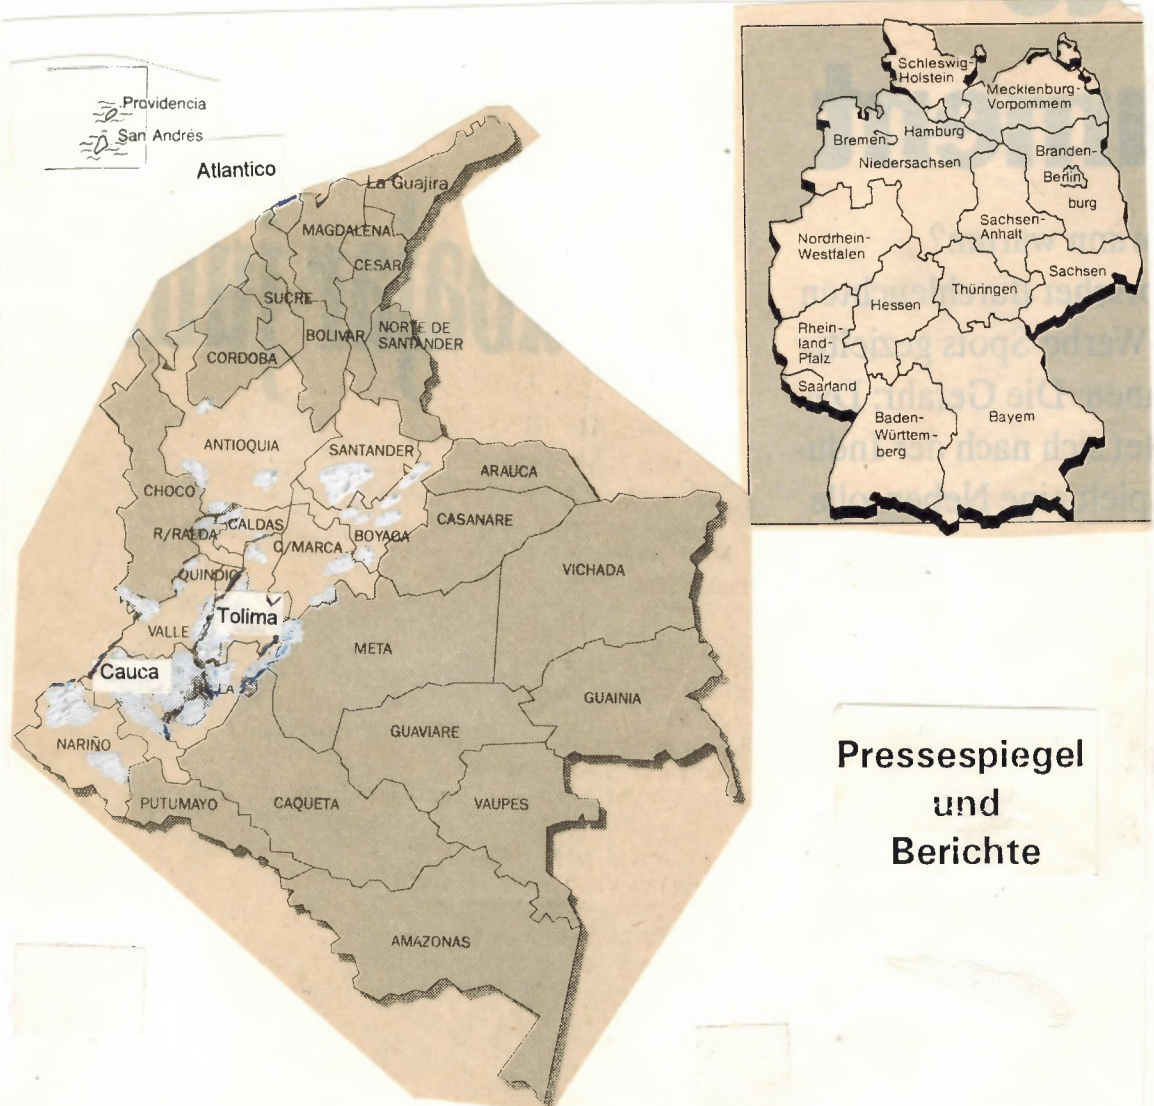 Providencia
San Andrés
Atlantico
La Guajira
MAGDALENA
CESAR
SUCRE
BOLIVAR
NORTE DE
SANTANDER
CORDOBA
ANTIOQUIA
SANTANDER
ARAUCA
CHOCO
CALDAS
R/RALDA
C/MARCA
BOYACA
CASANARE
QUINDIO
VICHADA
Tolima
VALLE
META
Cauca
GUAINIA
NARIÑO
GUAVIARE
PUTUMAYO
CAQUETA
VAUPES
AMAZONAS
Schleswig-
Holstein
Mecklenburg-
Vorpommern
Hamburg
Bremen
Niedersachsen
Branden-
Berlin
burg
Sachsen-
Anhalt
Nordrhein-
Westfalen
Sachsen
Thüringen
Hessen
Rhein-
land-
Pfalz
Saarland
Baden-
Württem-
berg
Bayern
Pressespiegel
und
Berichte